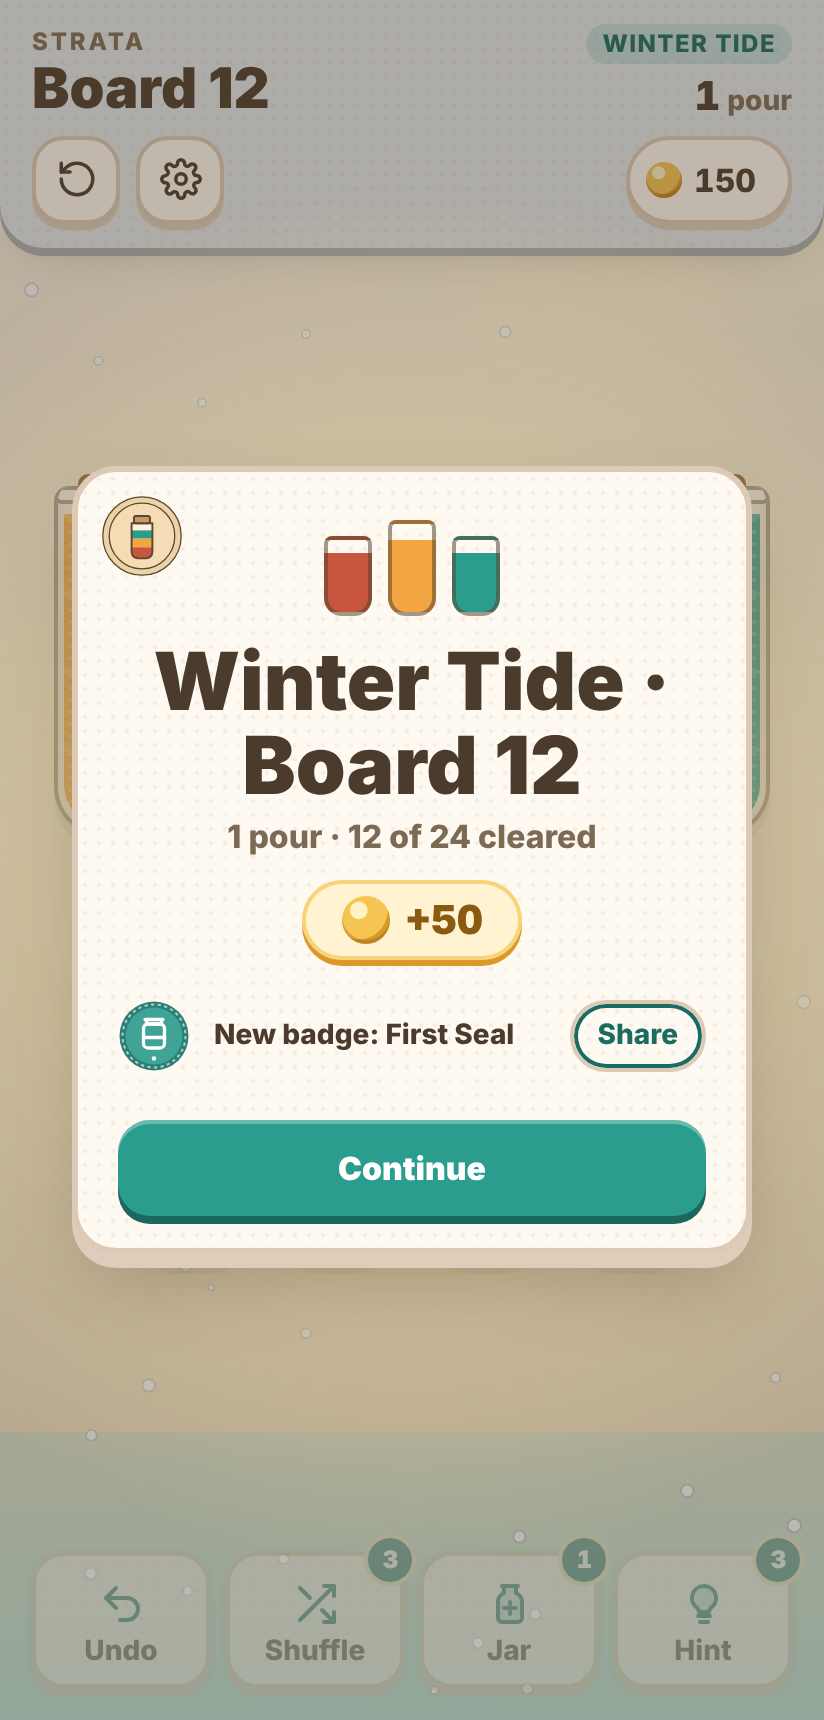 STRATA
WINTER TIDE
Board 12
1 pour
150
Winter Tide ·
Board 12
1 pour · 12 of 24 cleared
+50
New badge: First Seal
Share
Continue
3
1
3
Undo
Shuffle
Jar
Hint